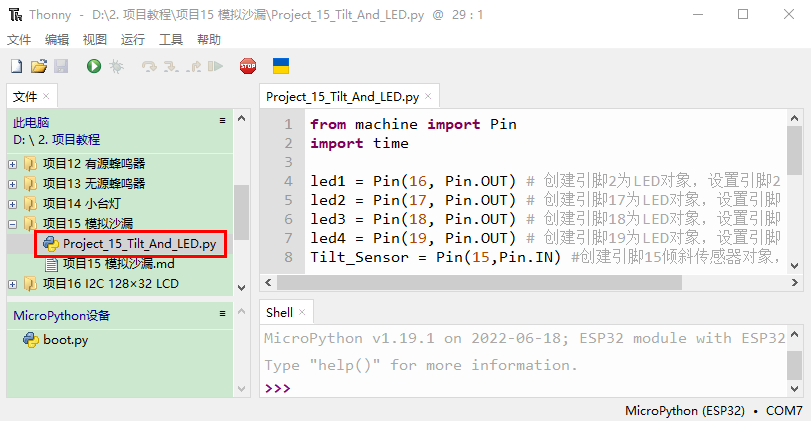 Thonny - D:\2. 项目教程\项目15 模拟沙漏\Project_15_Tilt_And_LED.py @ 29 : 1
文件 编辑 视图 运行 工具 帮助
STOP
文件 ×
此电脑
D: \ 2. 项目教程
项目12 有源蜂鸣器
项目13 无源蜂鸣器
项目14 小台灯
项目15 模拟沙漏
Project_15_Tilt_And_LED.py
项目15 模拟沙漏.md
项目16 I2C 128×32 LCD
MicroPython设备
boot.py
Project_15_Tilt_And_LED.py ×
1 from machine import Pin
2 import time
3
4 led1 = Pin(16, Pin.OUT) # 创建引脚2为LED对象，设置引脚2
5 led2 = Pin(17, Pin.OUT) # 创建引脚17为LED对象，设置引脚
6 led3 = Pin(18, Pin.OUT) # 创建引脚18为LED对象，设置引脚
7 led4 = Pin(19, Pin.OUT) # 创建引脚19为LED对象，设置引脚
8 Tilt_Sensor = Pin(15,Pin.IN) #创建引脚15倾斜传感器对象，
Shell ×
MicroPython v1.19.1 on 2022-06-18; ESP32 module with ESP32
Type "help()" for more information.
>>>
MicroPython (ESP32) • COM7